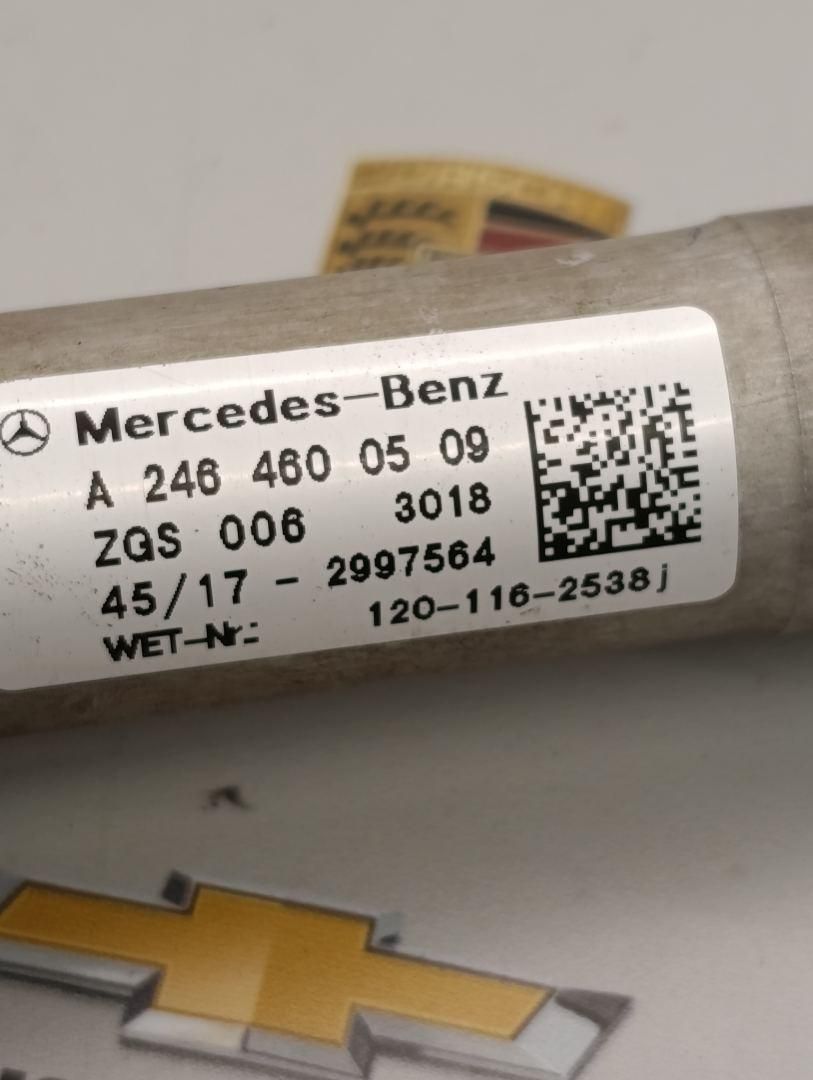 Mercedes-Benz
A 246 460 05 09
ZGS 006 3018
45/17 - 2997564
WET-Nr.: 120-116-2538j